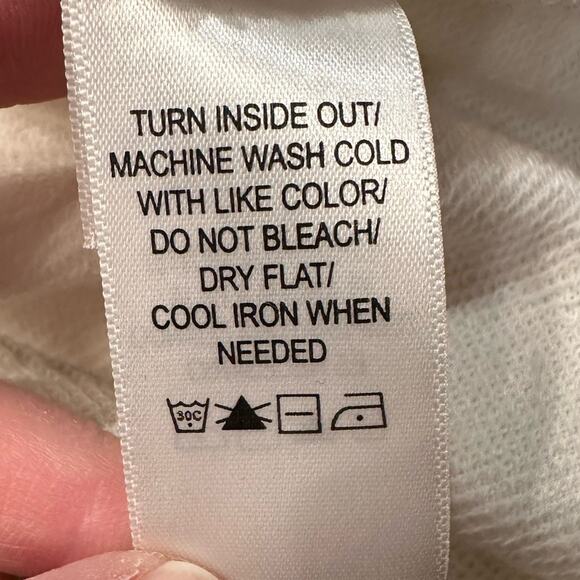 TURN INSIDE OUT/
MACHINE WASH COLD
WITH LIKE COLOR/
DO NOT BLEACH/
DRY FLAT/
COOL IRON WHEN
NEEDED
30C